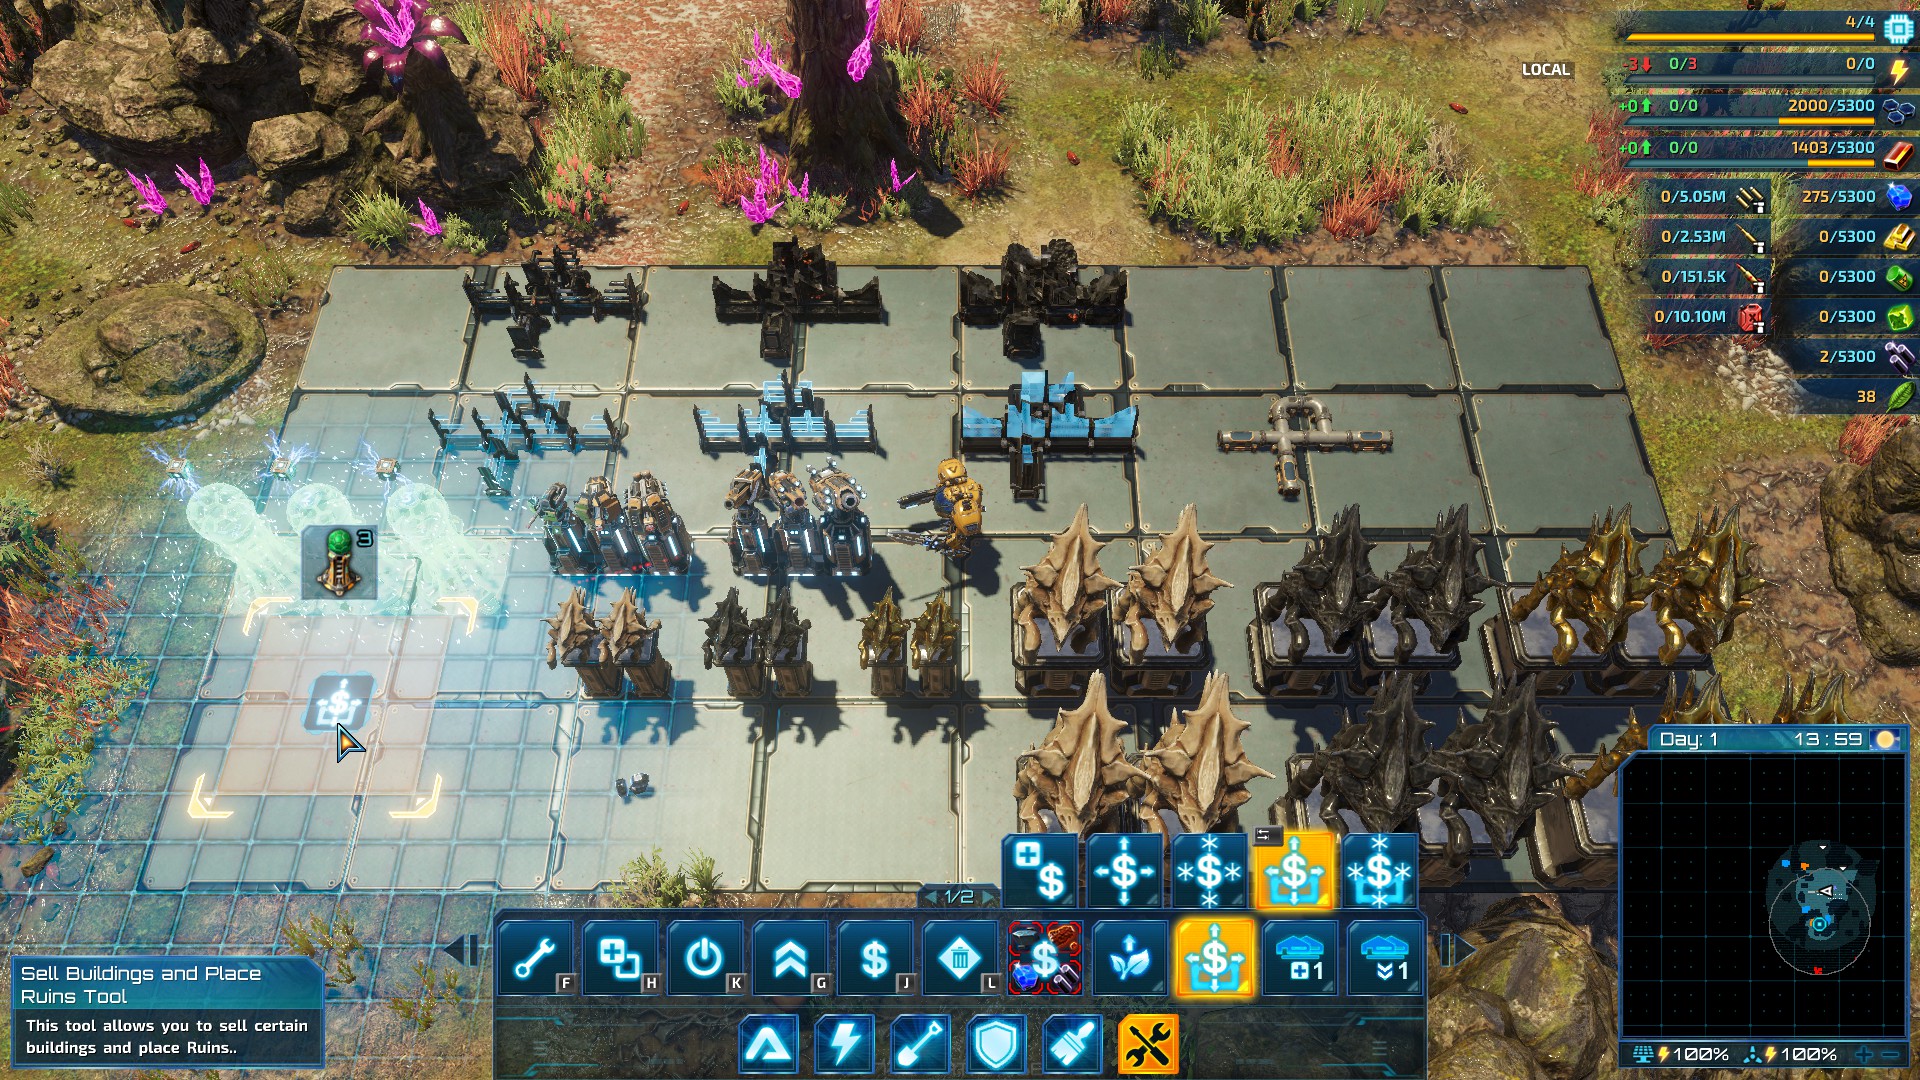 4/4
LOCAL
-3 0/3 0/0
+0 0/0 2000/5300
+0 0/0 1403/5300
0/5.05M 275/5300
0/2.53M 0/5300
0/151.5K 0/5300
0/10.10M 0/5300
2/5300
38
3
Day: 1 13:59
1/2
F H K G J L 1 1
Sell Buildings and Place
Ruins Tool
This tool allows you to sell certain
buildings and place Ruins..
100% 100%